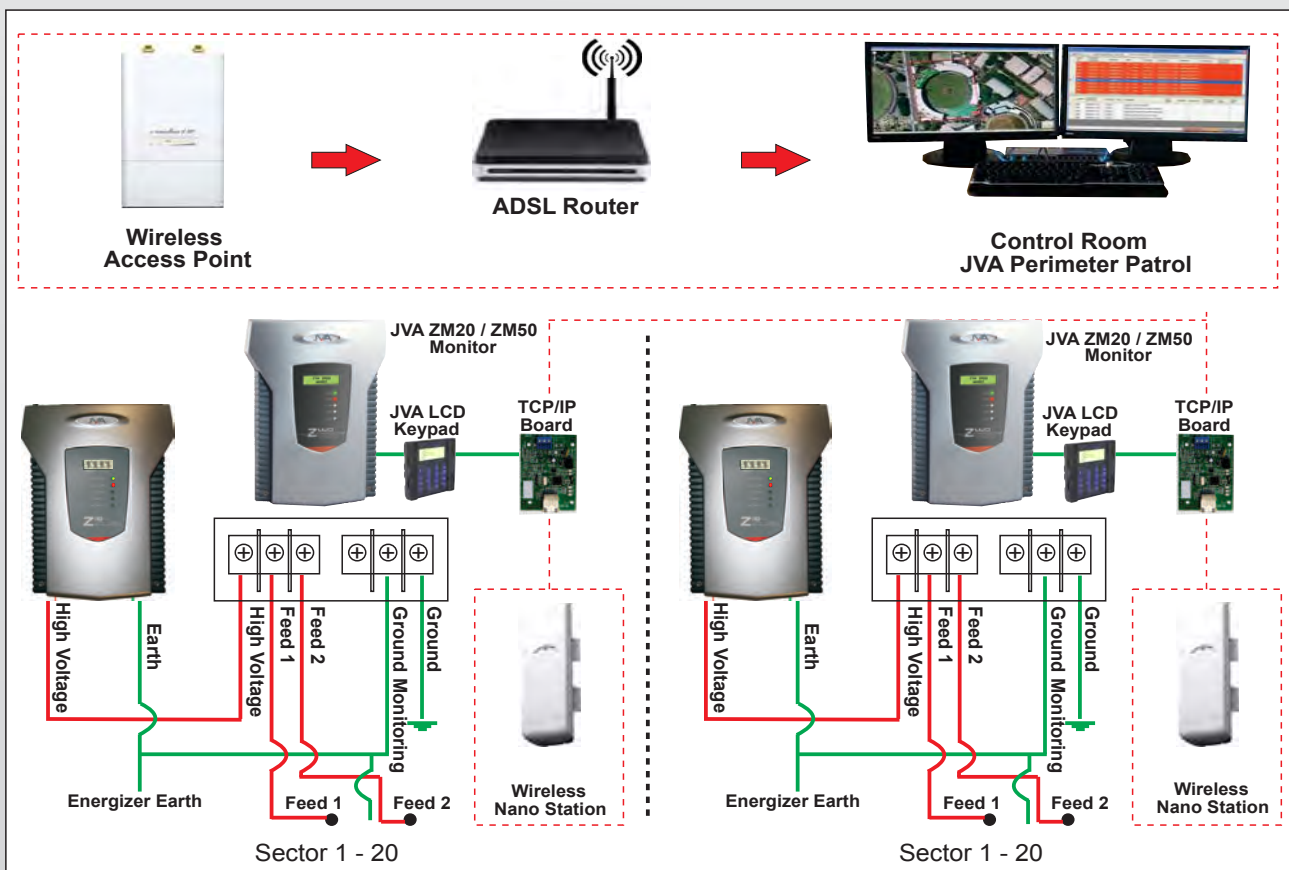 Wireless
Access Point
ADSL Router
Control Room
JVA Perimeter Patrol
JVA ZM20 / ZM50
Monitor
JVA LCD
Keypad
TCP/IP
Board
High Voltage
Earth
High Voltage
Feed 1
Feed 2
Ground Monitoring
Ground
Energizer Earth
Feed 1
Feed 2
Wireless
Nano Station
Sector 1 - 20
JVA ZM20 / ZM50
Monitor
JVA LCD
Keypad
TCP/IP
Board
High Voltage
Earth
High Voltage
Feed 1
Feed 2
Ground Monitoring
Ground
Energizer Earth
Feed 1
Feed 2
Wireless
Nano Station
Sector 1 - 20